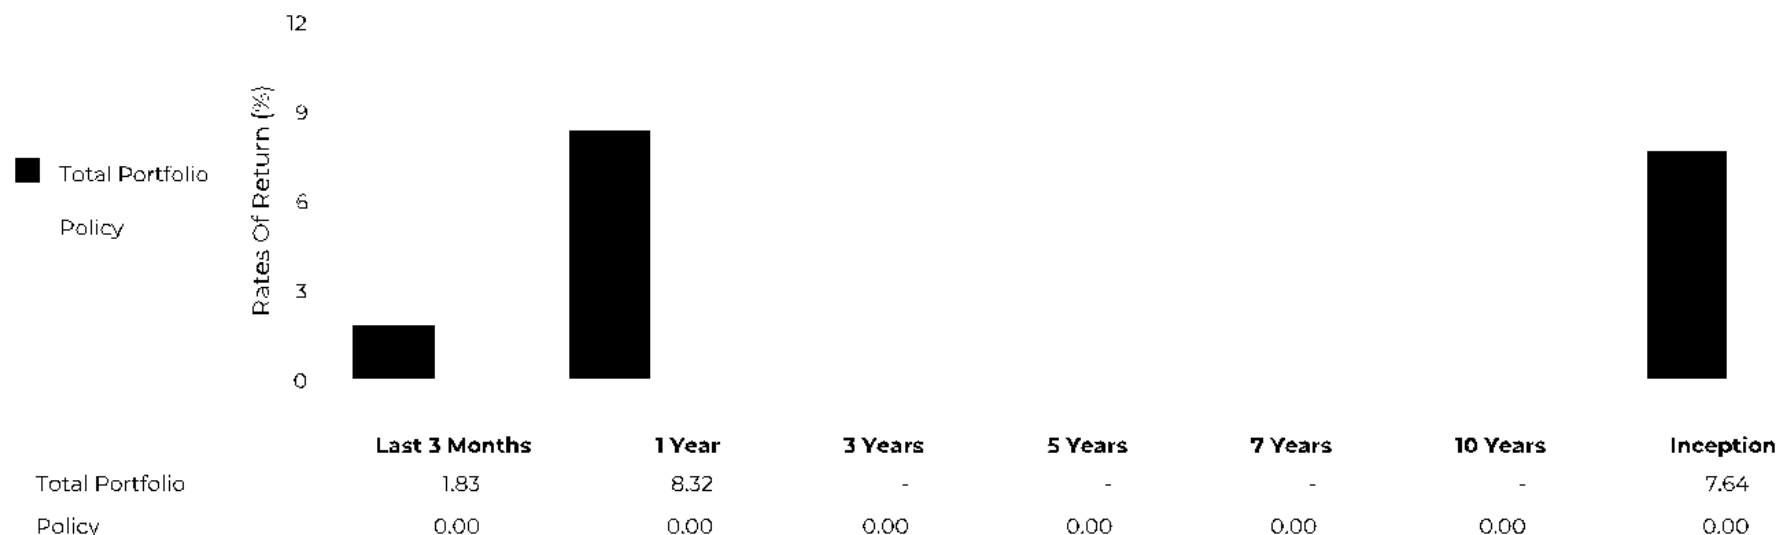 12
9
6
3
0
Rates Of Return (%)
Total Portfolio
Policy
Last 3 Months 1 Year 3 Years 5 Years 7 Years 10 Years Inception
Total Portfolio 1.83 8.32 - - - - 7.64
Policy 0.00 0.00 0.00 0.00 0.00 0.00 0.00